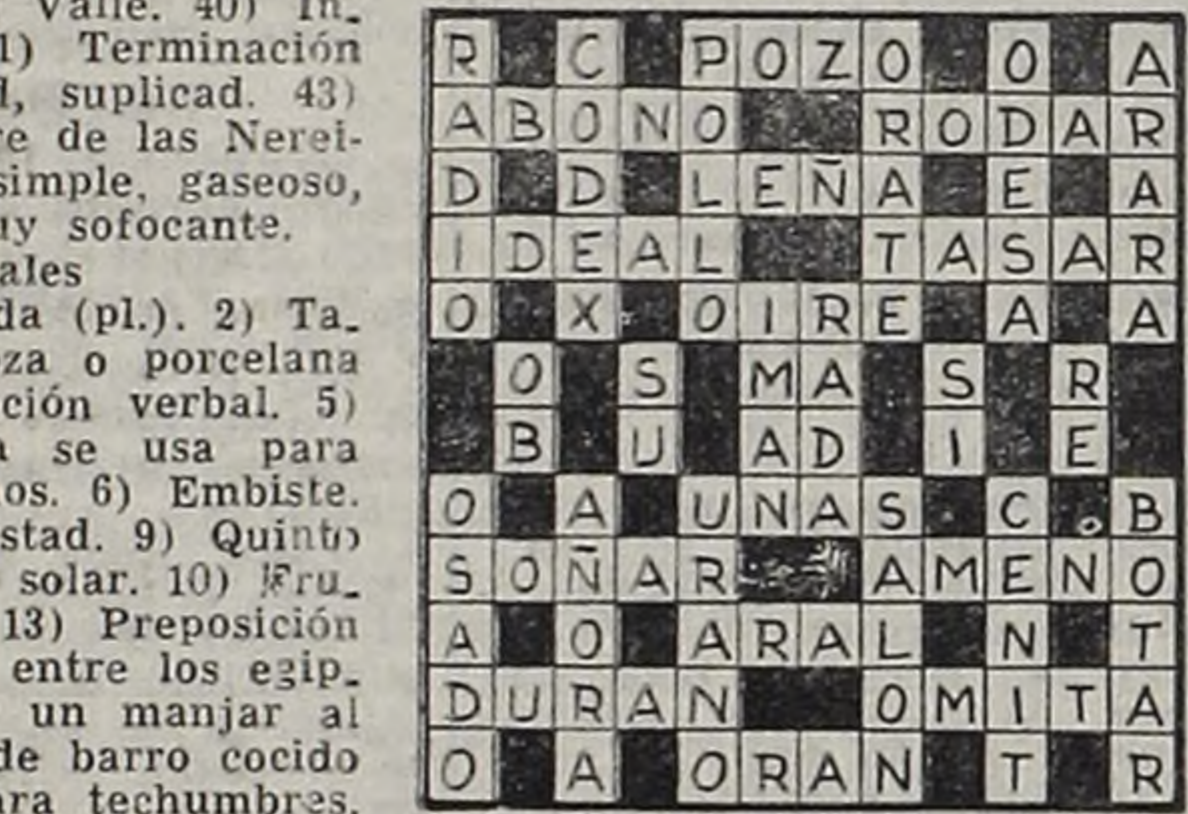 Valle. 40) In-
1) Terminación
d, suplicad. 43)
re de las Nerei-
simple, gaseoso,
uy sofocante.
ales
da (pl.). 2) Ta-
za o porcelana
ción verbal. 5)
a se usa para
os. 6) Embiste.
stad. 9) Quinto
solar. 10) Fru-
13) Preposición
entre los egip-
un manjar al
de barro cocido
ara techumbres.
R C POZO O A
ABONO RODAR
D D LEÑA E A
IDEAL TASAR
O X OIRE A A
O S MA S R
B U AD I E
O A UNAS C B
SOÑAR AMENO
A O ARAL N T
DURAN OMITA
O A ORAN T R